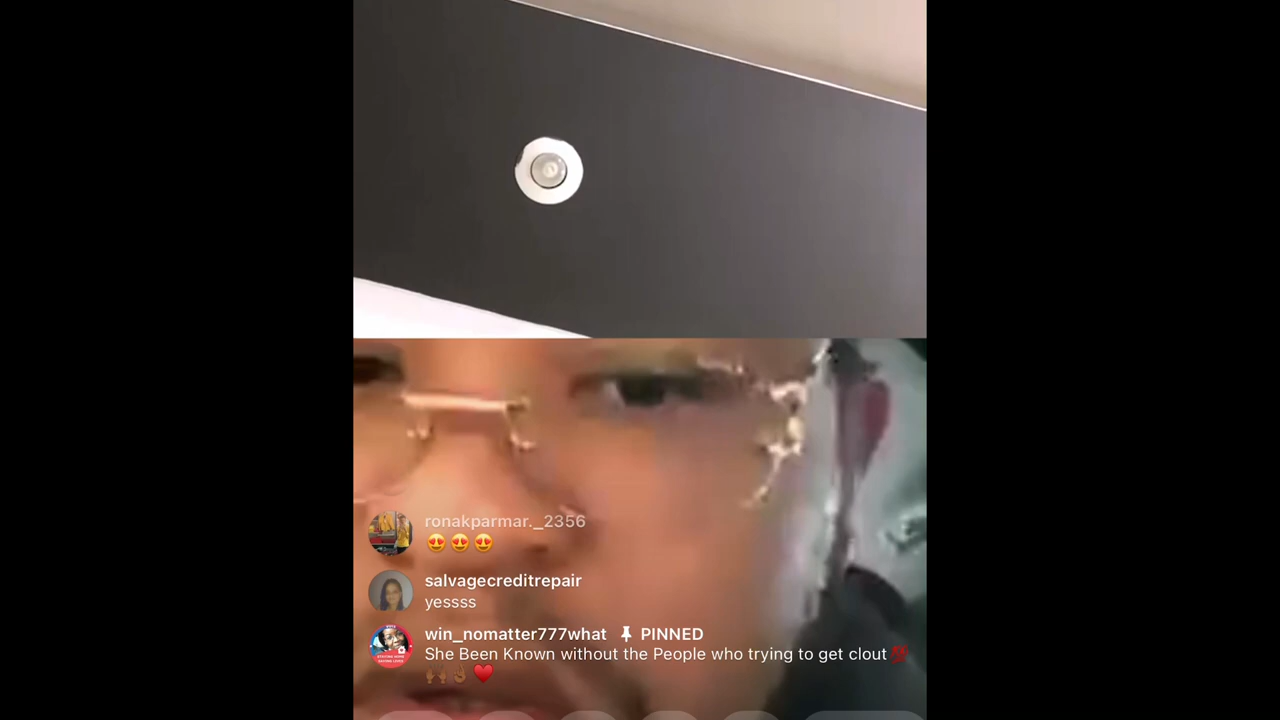 ronakparmar._2356
😍😍😍
salvagecreditrepair
yessss
win_nomatter777what 📌 PINNED
She Been Known without the People who trying to get clout 💯
🙌🏽🤞🏽❤️